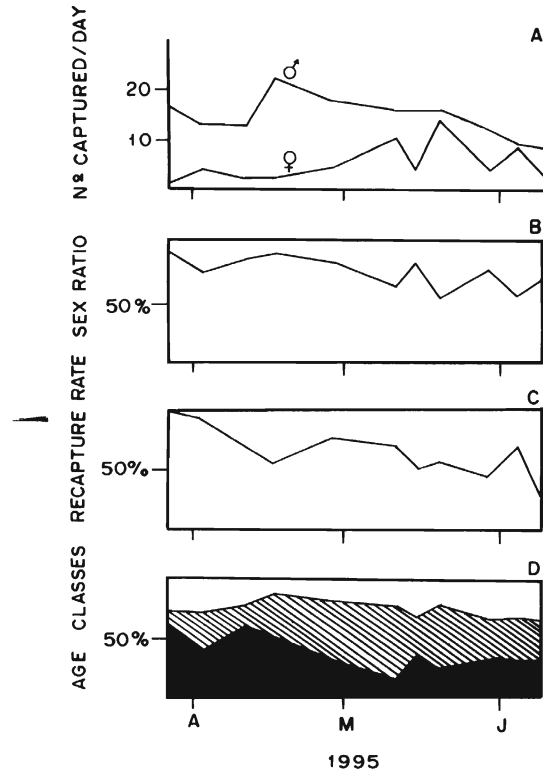 A
Nº CAPTURED/DAY
20
10
♂
♀
B
SEX RATIO
50%
C
RECAPTURE RATE
50%
D
AGE CLASSES
50%
A M J
1995